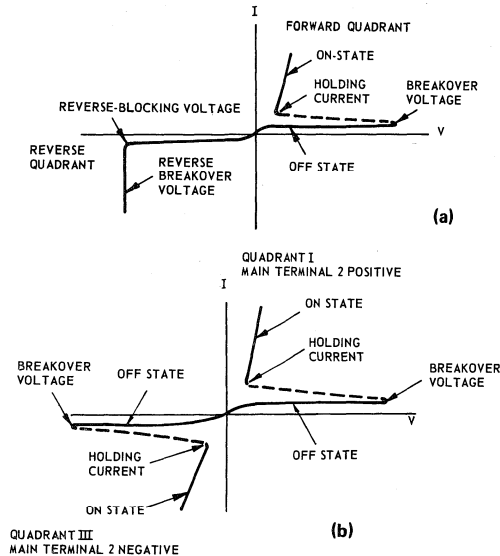 I
FORWARD QUADRANT
ON-STATE
HOLDING
CURRENT
BREAKOVER
VOLTAGE
REVERSE-BLOCKING VOLTAGE
V
REVERSE
QUADRANT
REVERSE
BREAKOVER
VOLTAGE
OFF STATE
(a)
QUADRANT I
MAIN TERMINAL 2 POSITIVE
I
ON STATE
HOLDING
CURRENT
BREAKOVER
VOLTAGE
OFF STATE
BREAKOVER
VOLTAGE
V
HOLDING
CURRENT
OFF STATE
ON STATE
(b)
QUADRANT III
MAIN TERMINAL 2 NEGATIVE